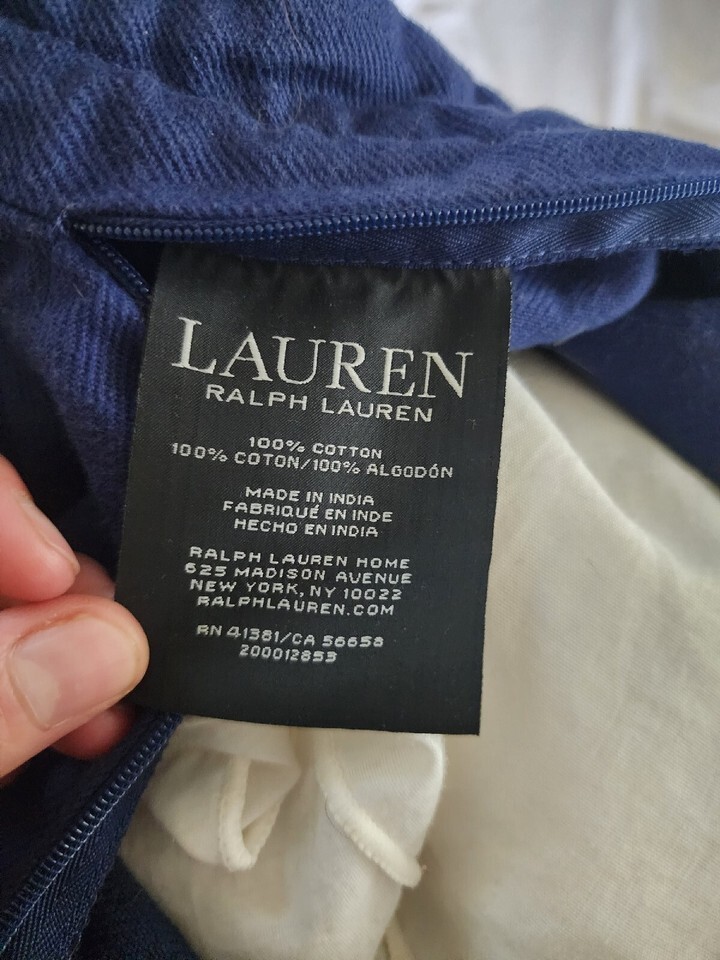 LAUREN
RALPH LAUREN
100% COTTON
100% COTON/100% ALGODÓN
MADE IN INDIA
FABRIQUÉ EN INDE
HECHO EN INDIA
RALPH LAUREN HOME
625 MADISON AVENUE
NEW YORK, NY 10022
RALPHLAUREN.COM
RN 41381/CA 56658
200012853